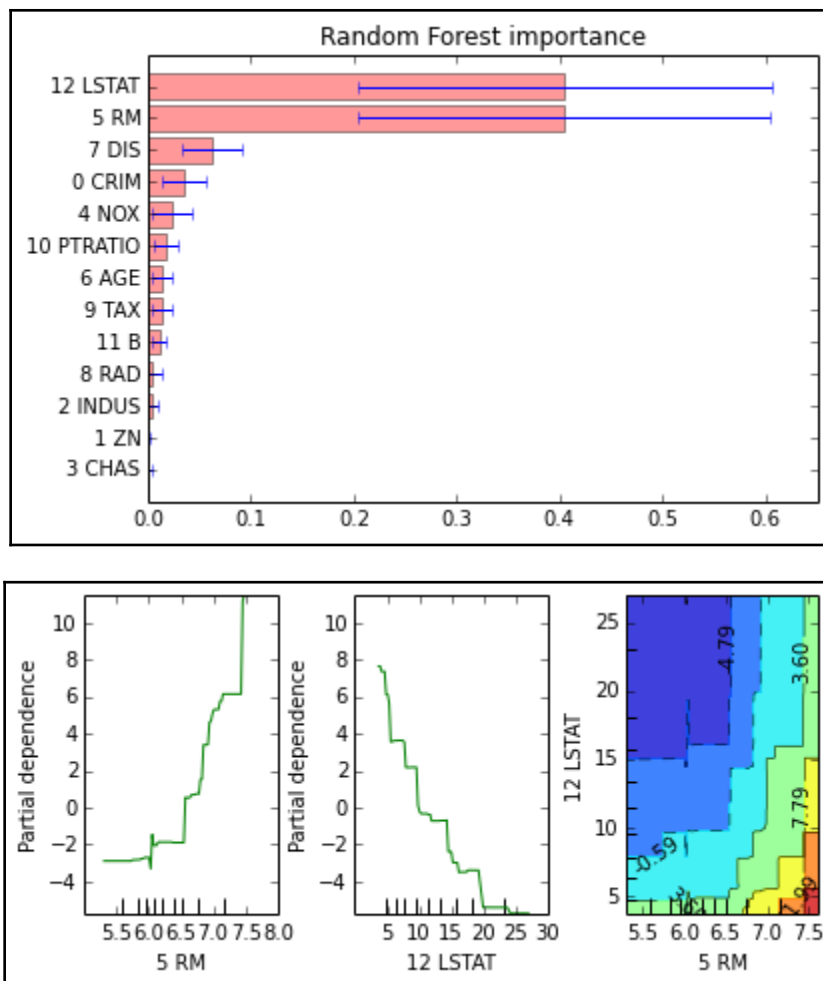 Random Forest importance
12 LSTAT
5 RM
7 DIS
0 CRIM
4 NOX
10 PTRATIO
6 AGE
9 TAX
11 B
8 RAD
2 INDUS
1 ZN
3 CHAS
0.0 0.1 0.2 0.3 0.4 0.5 0.6
Partial dependence
10
8
6
4
2
0
−2
−4
5.5 6.0 6.5 7.0 7.5 8.0
5 RM
Partial dependence
10
8
6
4
2
0
−2
−4
5 10 15 20 25 30
12 LSTAT
12 LSTAT
25
20
15
10
5
4.79
3.60
7.79
-0.59
5.5 6.0 6.5 7.0 7.5
5 RM